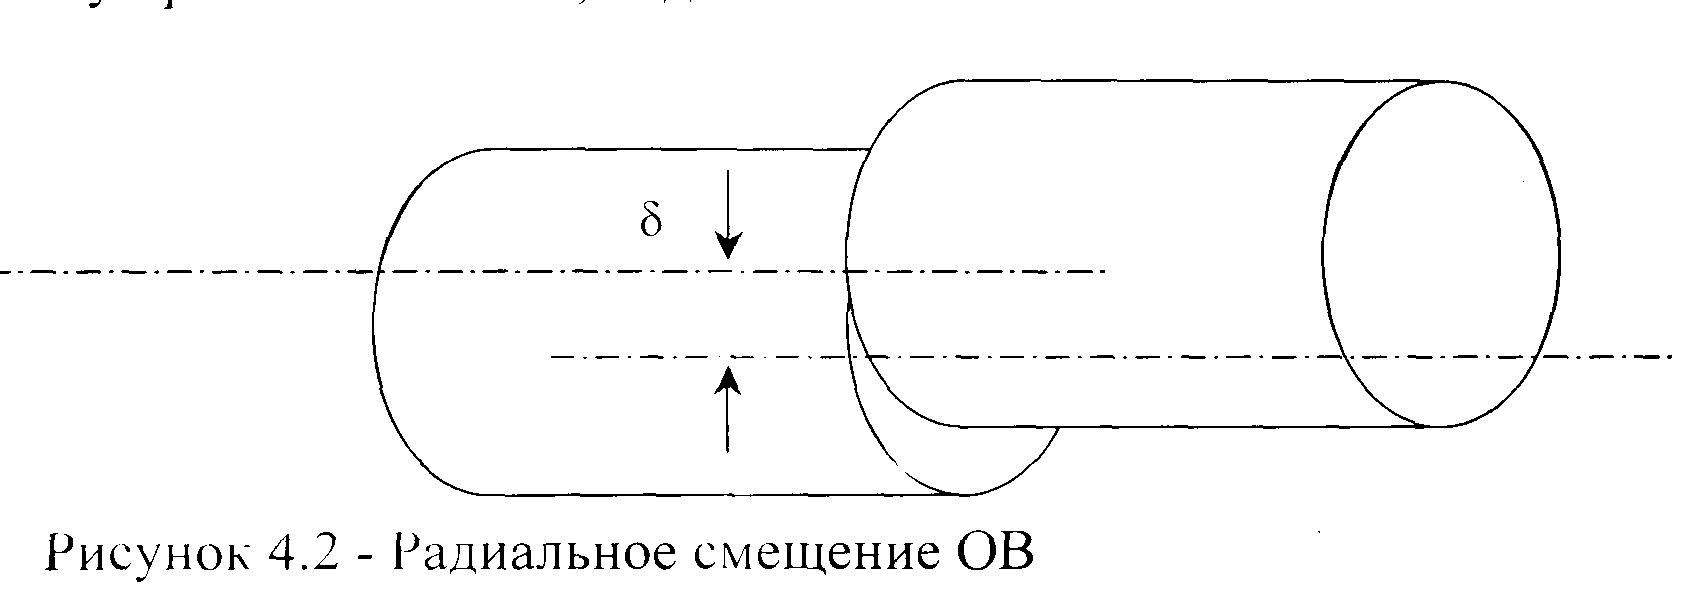 δ
Рисунок 4.2 - Радиальное смещение ОВ